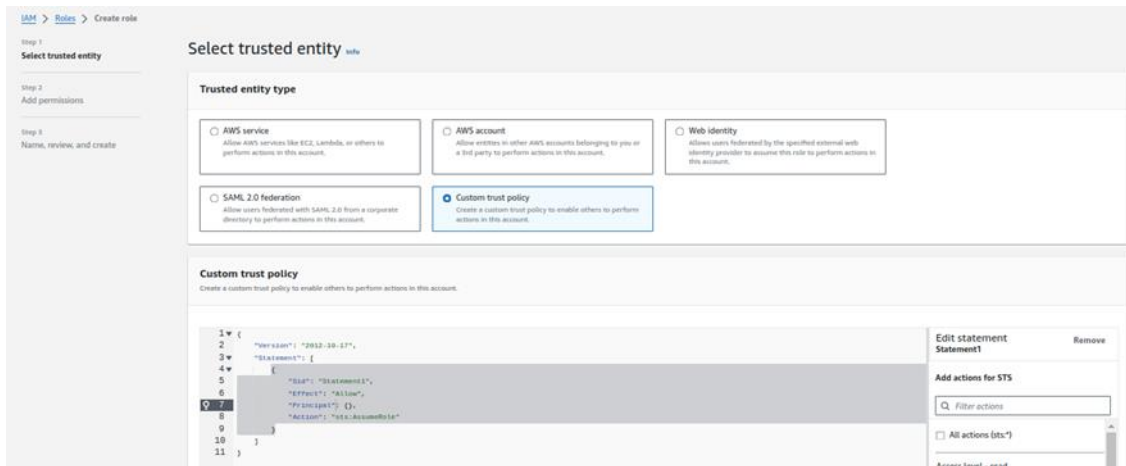 IAM > Roles > Create role
Step 1
Select trusted entity
Step 2
Add permissions
Step 3
Name, review, and create
Select trusted entity Info
Trusted entity type
AWS service
Allow AWS services like EC2, Lambda, or others to
perform actions in this account.
AWS account
Allow entities in other AWS accounts belonging to you or
a 3rd party to perform actions in this account.
Web identity
Allows users federated by the specified external web
identity provider to assume this role to perform actions in
this account.
SAML 2.0 federation
Allow users federated with SAML 2.0 from a corporate
directory to perform actions in this account.
Custom trust policy
Create a custom trust policy to enable others to perform
actions in this account.
Custom trust policy
Create a custom trust policy to enable others to perform actions in this account.
1 {
2 "Version": "2012-10-17",
3 "Statement": [
4 {
5 "Sid": "Statement1",
6 "Effect": "Allow",
7 "Principal": {},
8 "Action": "sts:AssumeRole"
9 }
10 ]
11 }
Edit statement Remove
Statement1
Add actions for STS
Filter actions
All actions (sts:*)
Access level - read